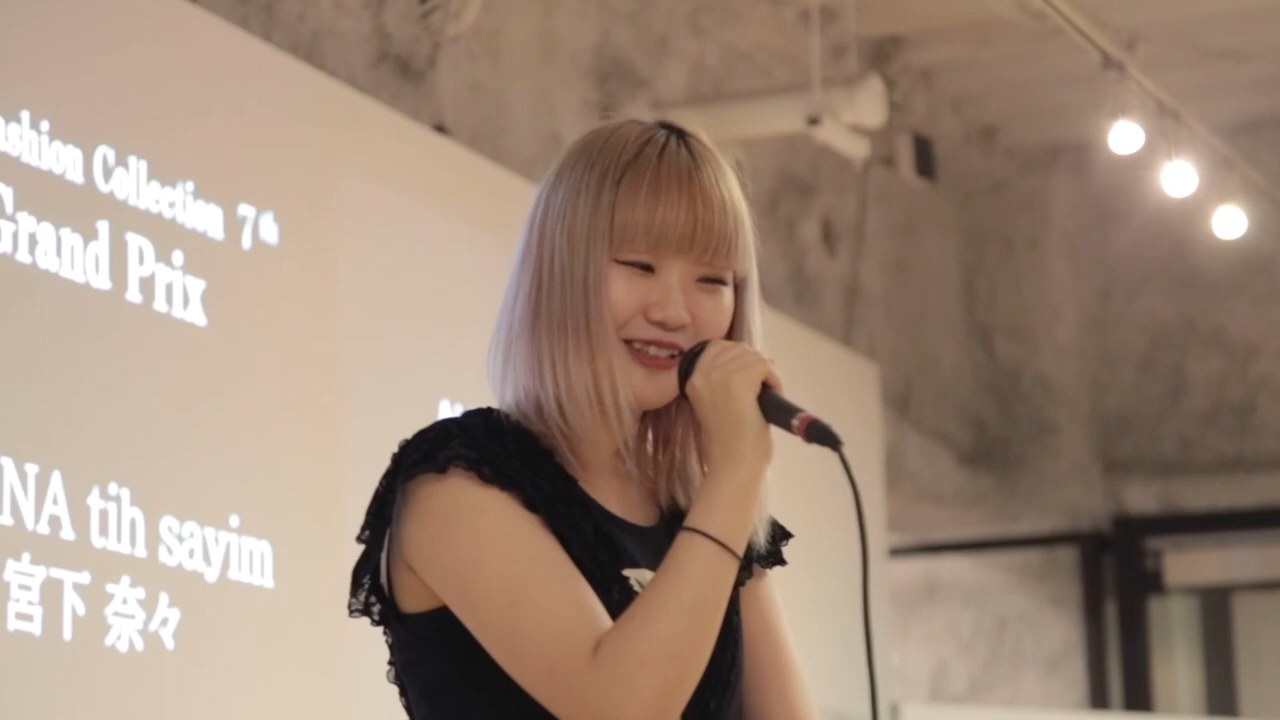 ashion Collection 7th
Grand Prix
NA tih sayim
宮下 奈々